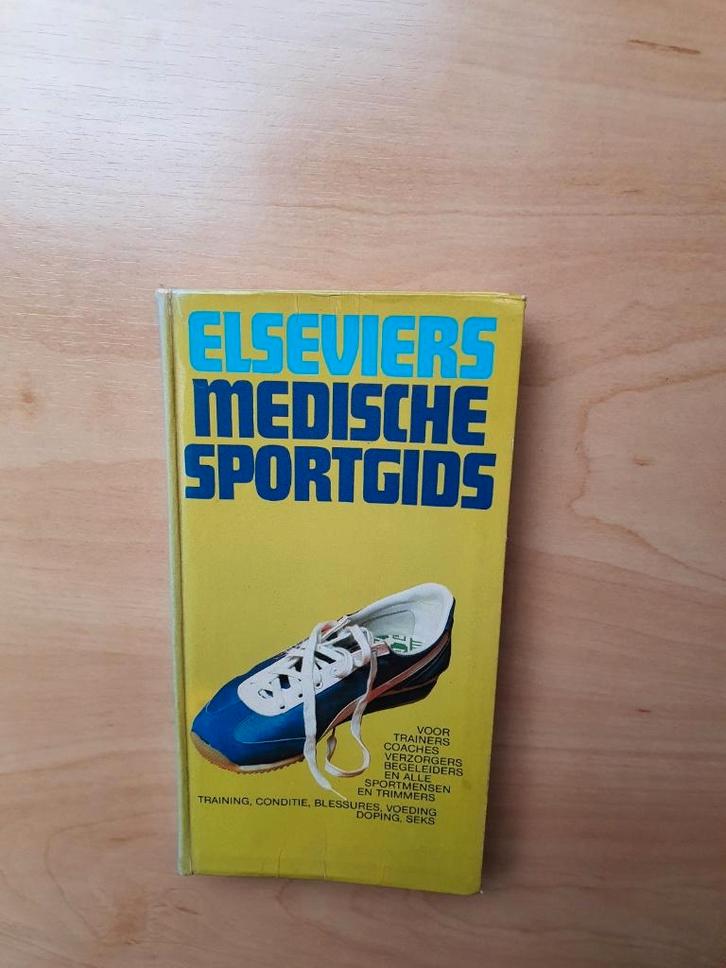 ELSEVIERS
MEDISCHE
SPORTGIDS
VOOR
TRAINERS
COACHES
VERZORGERS
BEGELEIDERS
EN ALLE
SPORTMENSEN
EN TRIMMERS
TRAINING, CONDITIE, BLESSURES, VOEDING
DOPING, SEKS